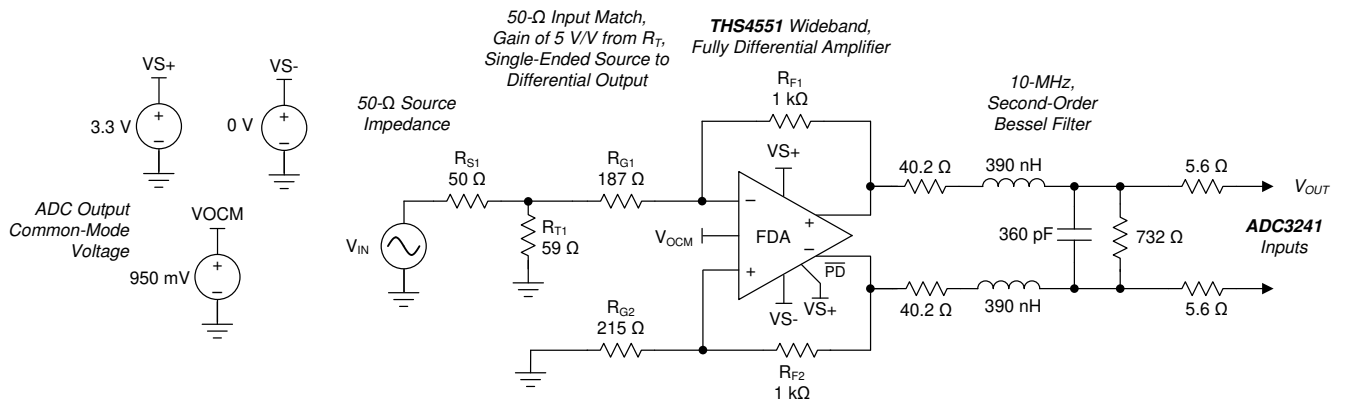 50-Ω Input Match,
Gain of 5 V/V from RT,
Single-Ended Source to
Differential Output
THS4551 Wideband,
Fully Differential Amplifier
VS+
3.3 V
VS-
0 V
50-Ω Source
Impedance
RF1
1 kΩ
10-MHz,
Second-Order
Bessel Filter
ADC Output
Common-Mode
Voltage
VOCM
950 mV
VIN
RS1
50 Ω
RT1
59 Ω
RG1
187 Ω
VS+
VOCM
FDA
PD
VS-
VS+
RG2
215 Ω
RF2
1 kΩ
40.2 Ω
390 nH
5.6 Ω
VOUT
360 pF
732 Ω
ADC3241
Inputs
40.2 Ω
390 nH
5.6 Ω